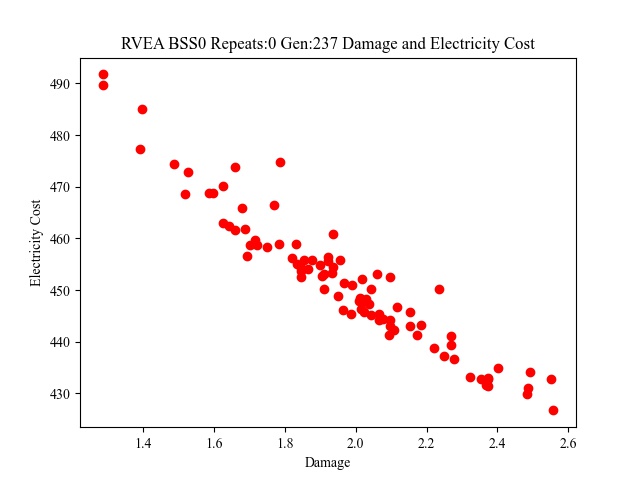 RVEA BSS0 Repeats:0 Gen:237 Damage and Electricity Cost
490
480
470
460
450
440
430
Electricity Cost
1.4 1.6 1.8 2.0 2.2 2.4 2.6
Damage